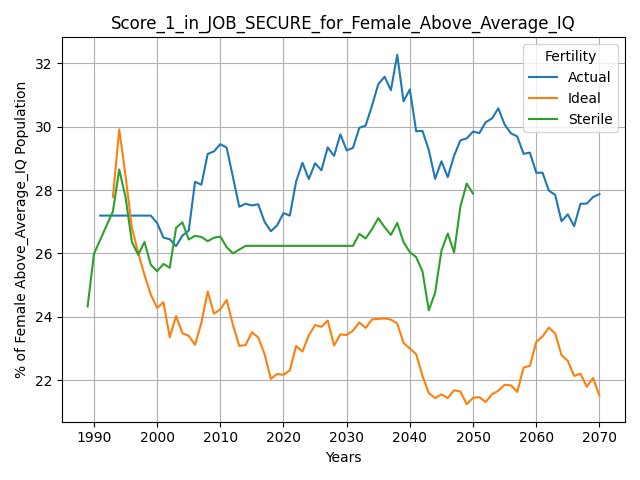 Score_1_in_JOB_SECURE_for_Female_Above_Average_IQ
Fertility
Actual
Ideal
Sterile
% of Female Above_Average_IQ Population
32
30
28
26
24
22
1990 2000 2010 2020 2030 2040 2050 2060 2070
Years